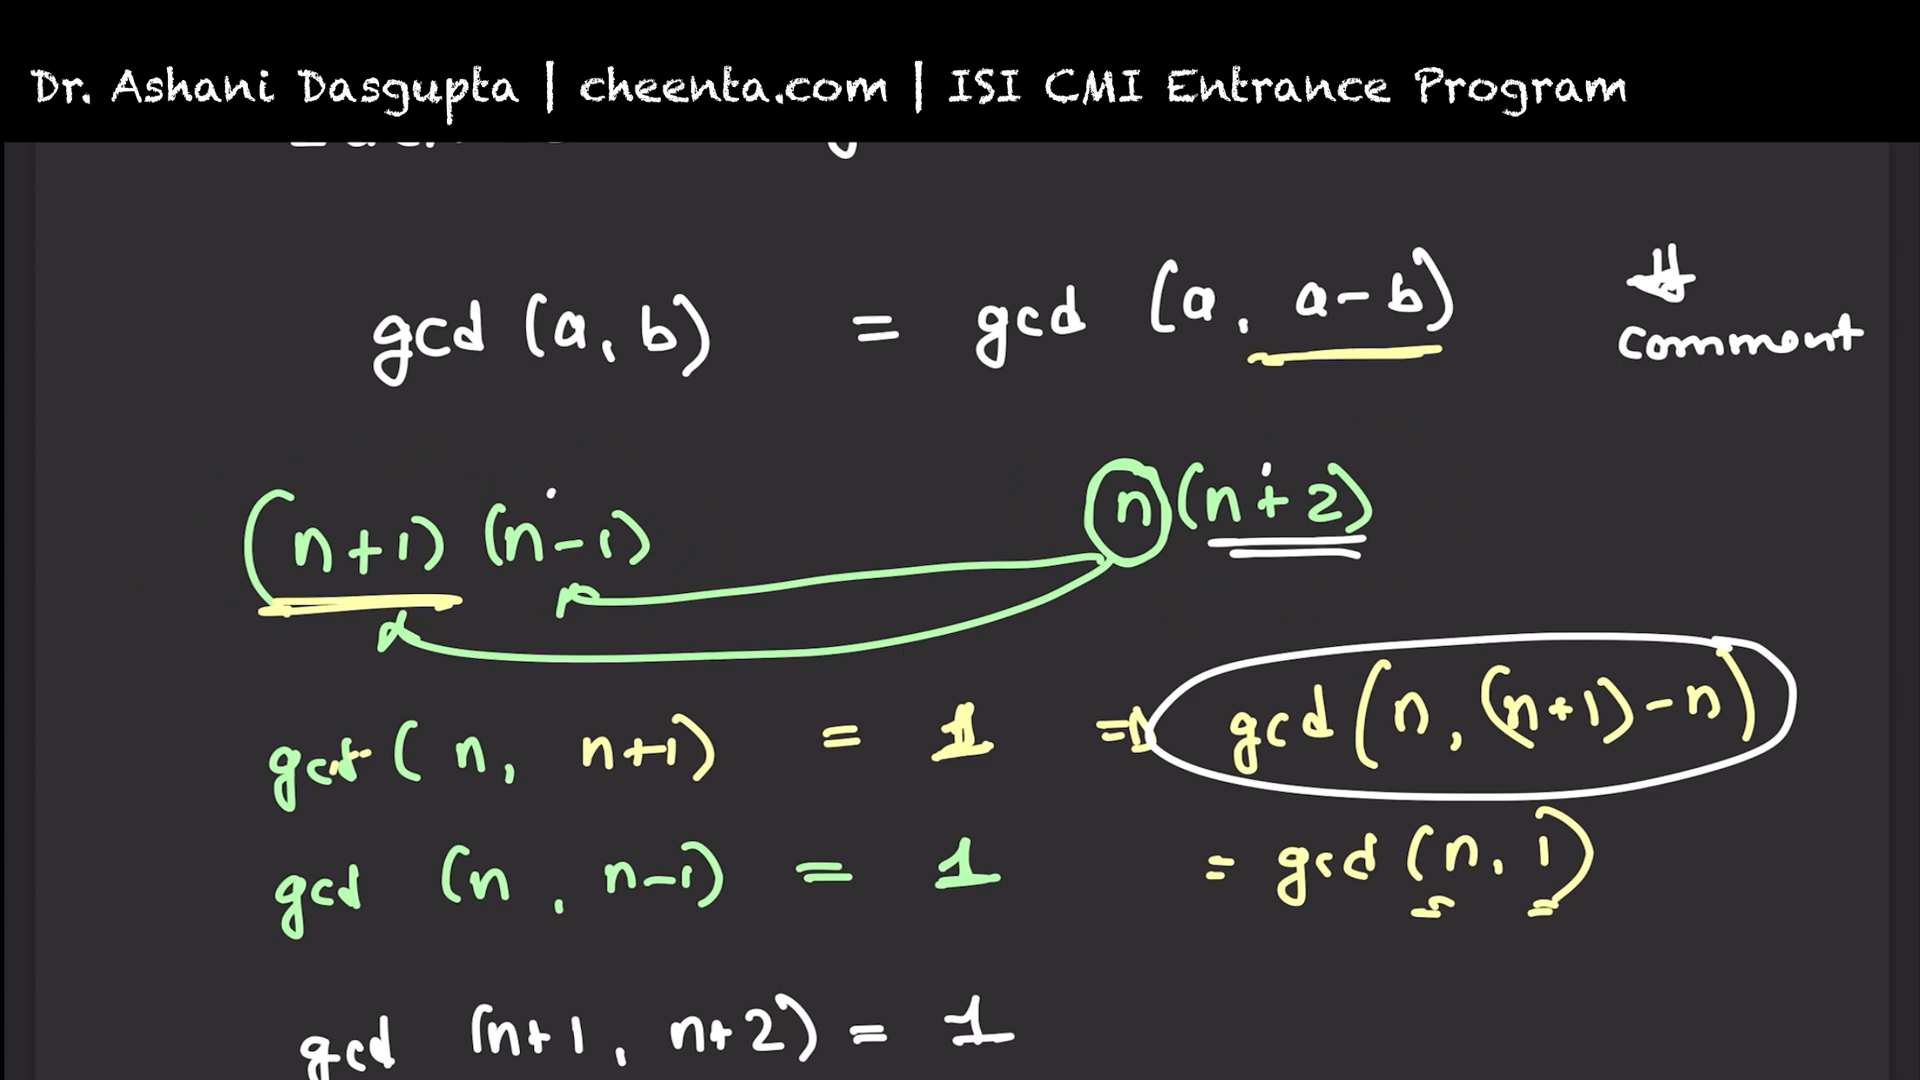 Dr. Ashani Dasgupta | cheenta.com | ISI CMI Entrance Program
gcd (a, b) = gcd (a, a-b) #
comment
(n+1) (n-1) n (n+2)
gcd (n, n+1) = 1 => gcd (n, (n+1)-n)
gcd (n, n-1) = 1 = gcd (n, 1)
gcd (n+1, n+2) = 1